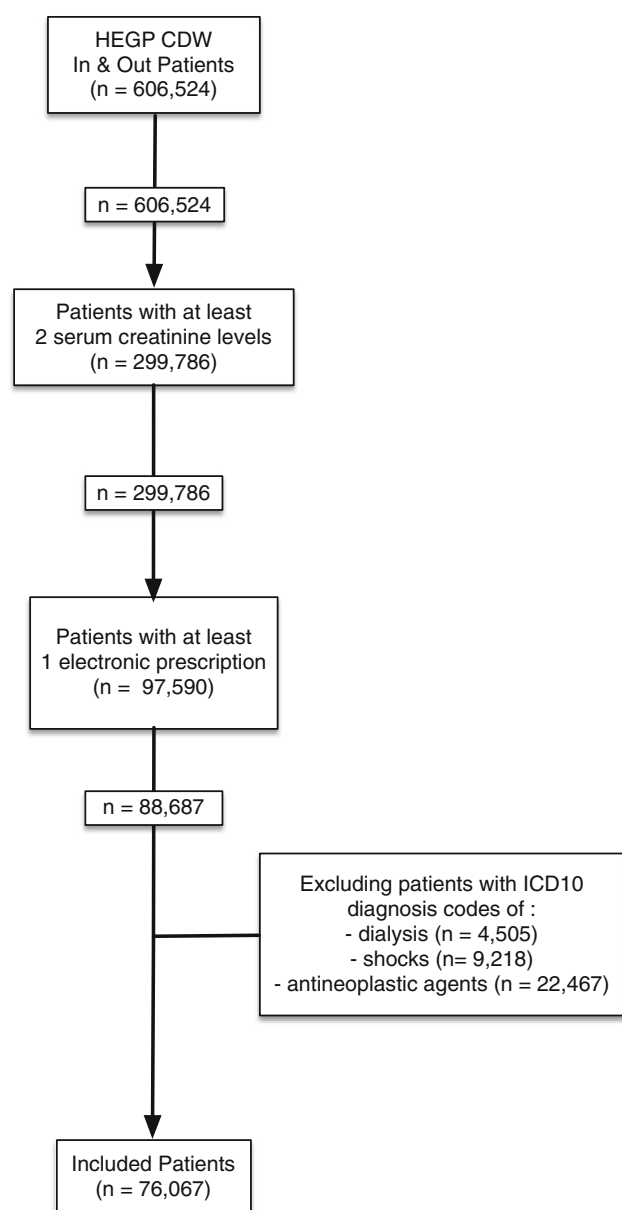 HEGP CDW
In & Out Patients
(n = 606,524)
n = 606,524
Patients with at least
2 serum creatinine levels
(n = 299,786)
n = 299,786
Patients with at least
1 electronic prescription
(n = 97,590)
n = 88,687
Excluding patients with ICD10
diagnosis codes of :
- dialysis (n = 4,505)
- shocks (n= 9,218)
- antineoplastic agents (n = 22,467)
Included Patients
(n = 76,067)